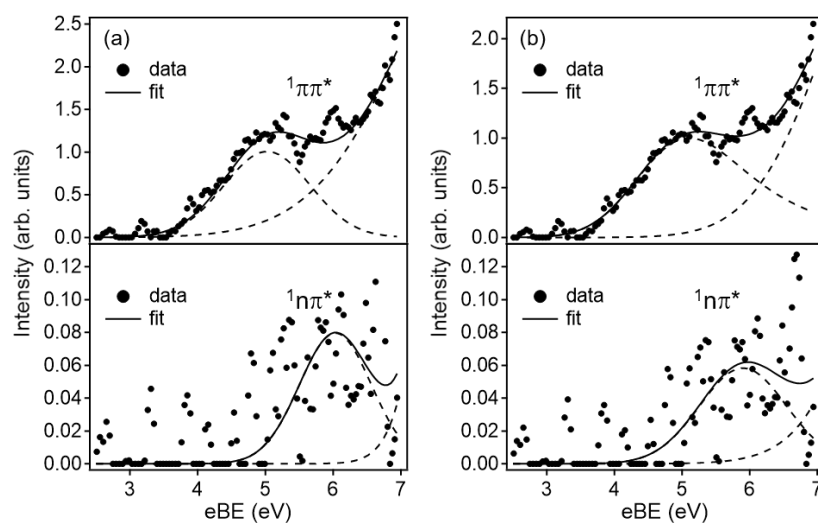 (a)
data
fit
¹ππ*
2.5
2.0
1.5
1.0
0.5
0.0
data
fit
¹nπ*
0.12
0.10
0.08
0.06
0.04
0.02
0.00
Intensity (arb. units)
3 4 5 6 7
eBE (eV)
(b)
data
fit
¹ππ*
2.0
1.5
1.0
0.5
0.0
data
fit
¹nπ*
0.12
0.10
0.08
0.06
0.04
0.02
0.00
Intensity (arb. units)
3 4 5 6 7
eBE (eV)